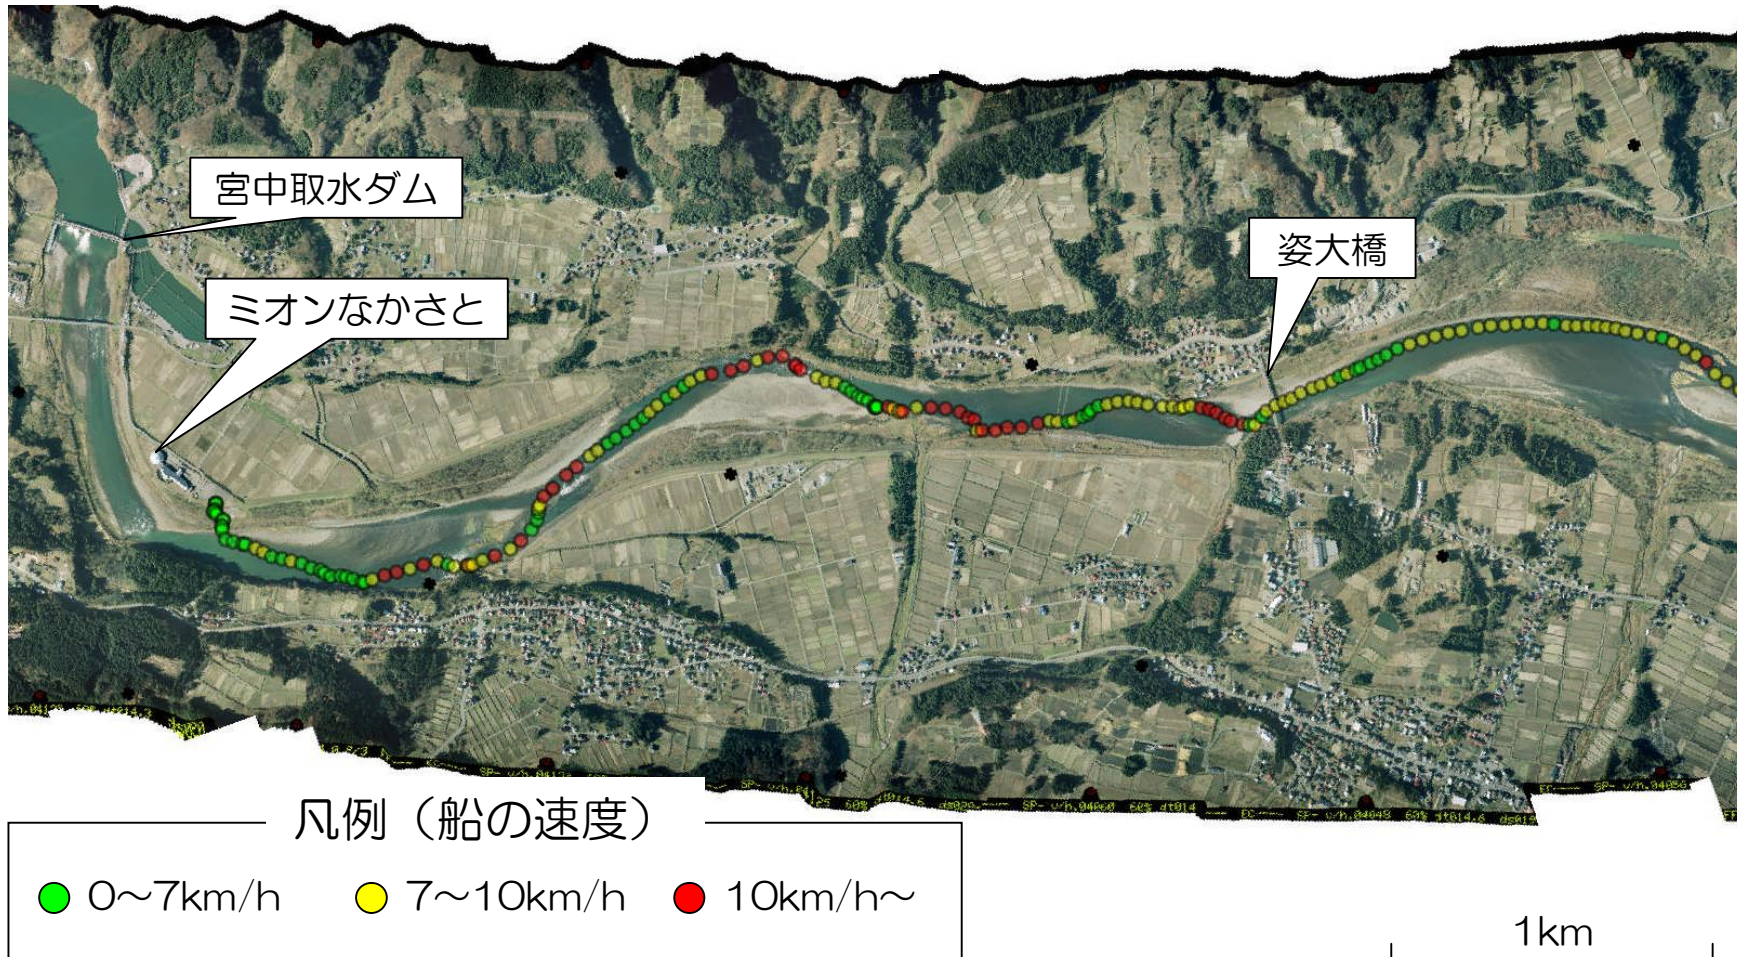 宮中取水ダム
ミオンなかさと
姿大橋
凡例（船の速度）
0～7km/h 7～10km/h 10km/h～
1km